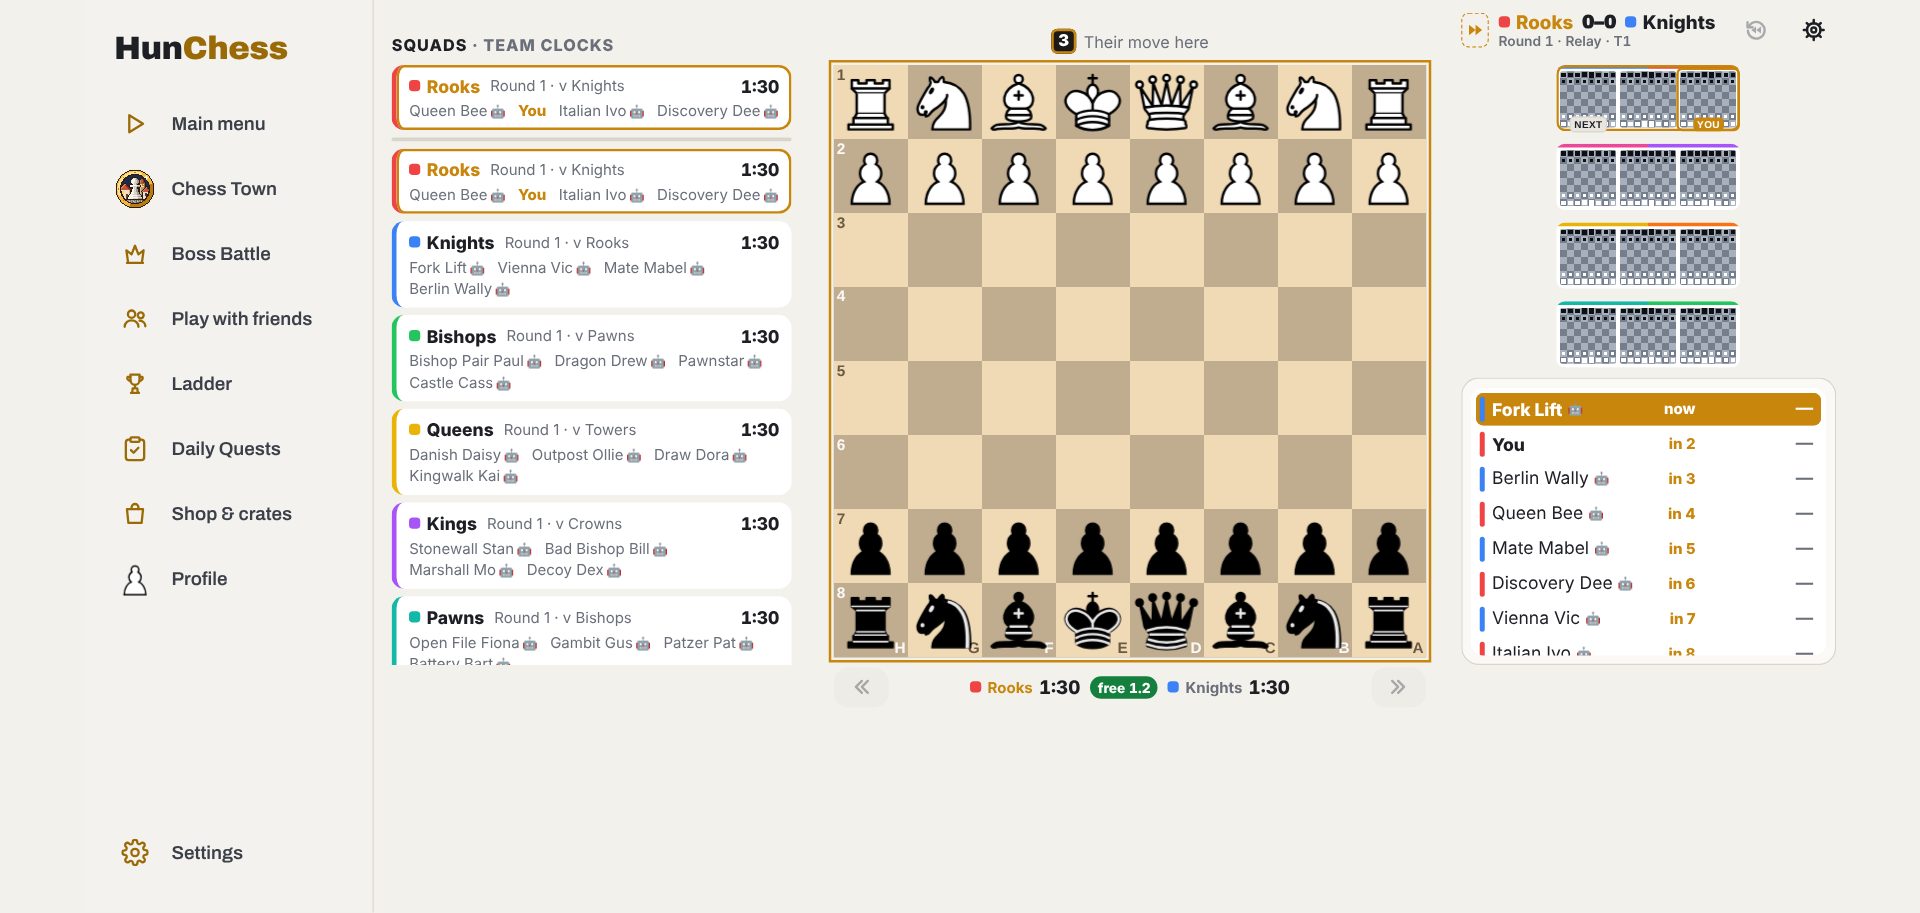 HunChess
Main menu
Chess Town
Boss Battle
Play with friends
Ladder
Daily Quests
Shop & crates
Profile
Settings
SQUADS · TEAM CLOCKS
Rooks Round 1 · v Knights 1:30
Queen Bee You Italian Ivo Discovery Dee
Rooks Round 1 · v Knights 1:30
Queen Bee You Italian Ivo Discovery Dee
Knights Round 1 · v Rooks 1:30
Fork Lift Vienna Vic Mate Mabel
Berlin Wally
Bishops Round 1 · v Pawns 1:30
Bishop Pair Paul Dragon Drew Pawnstar
Castle Cass
Queens Round 1 · v Towers 1:30
Danish Daisy Outpost Ollie Draw Dora
Kingwalk Kai
Kings Round 1 · v Crowns 1:30
Stonewall Stan Bad Bishop Bill
Marshall Mo Decoy Dex
Pawns Round 1 · v Bishops 1:30
Open File Fiona Gambit Gus Patzer Pat
Battery Bart
3 Their move here
1
2
3
4
5
6
7
8
H G F E D C B A
Rooks 1:30 free 1.2 Knights 1:30
Rooks 0–0 Knights
Round 1 · Relay · T1
NEXT YOU
Fork Lift now —
You in 2 —
Berlin Wally in 3 —
Queen Bee in 4 —
Mate Mabel in 5 —
Discovery Dee in 6 —
Vienna Vic in 7 —
Italian Ivo in 8 —